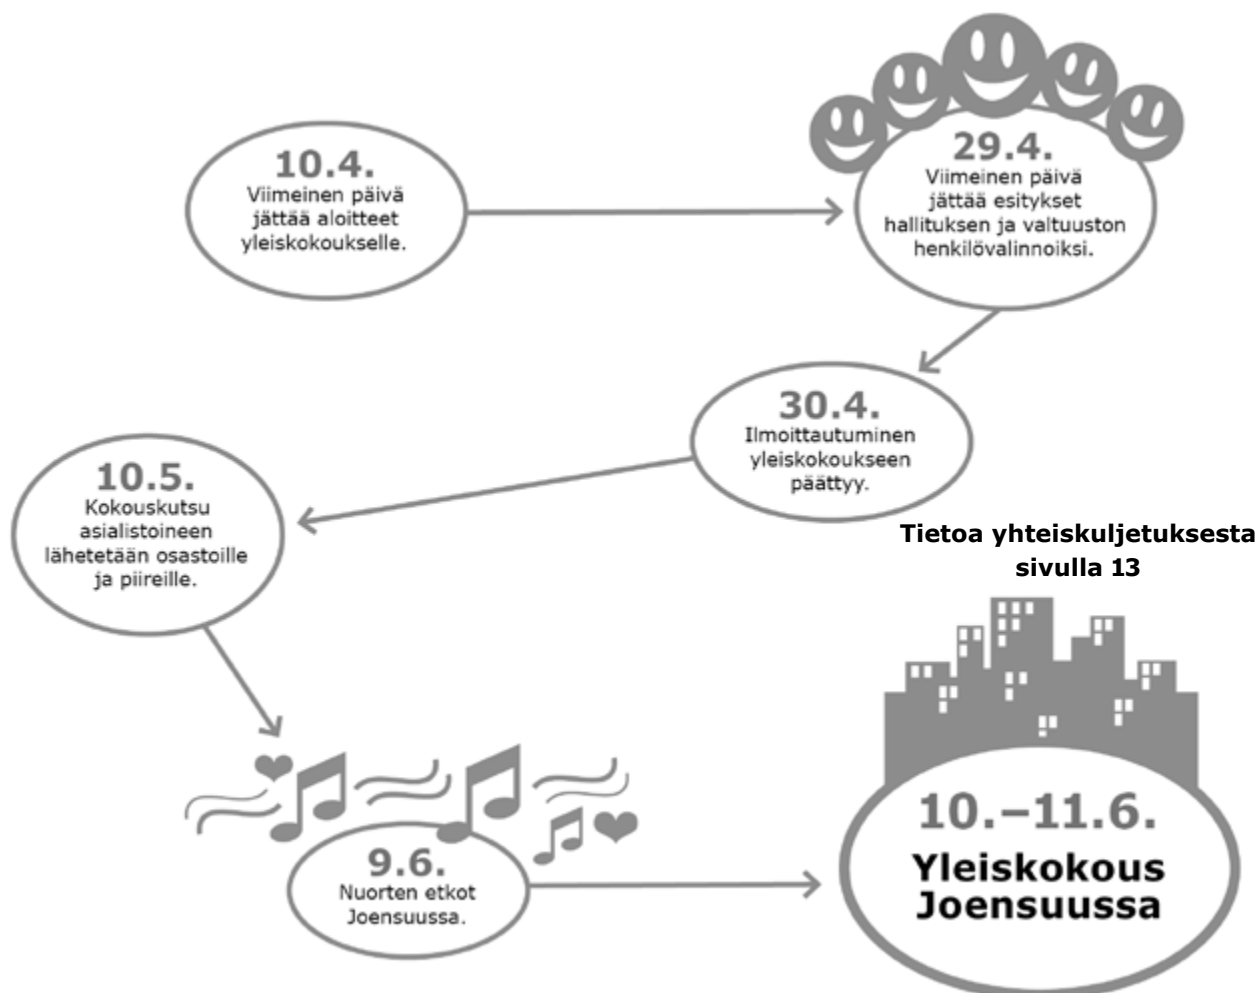 10.4.
Viimeinen päivä
jättää aloitteet
yleiskokoukselle.
29.4.
Viimeinen päivä
jättää esitykset
hallituksen ja valtuuston
henkilövalinnoiksi.
30.4.
Ilmoittautuminen
yleiskokoukseen
päättyy.
10.5.
Kokouskutsu
asialistoineen
lähetetään osastoille
ja piireille.
Tietoa yhteiskuljetuksesta
sivulla 13
9.6.
Nuorten etkot
Joensuussa.
10.–11.6.
Yleiskokous
Joensuussa